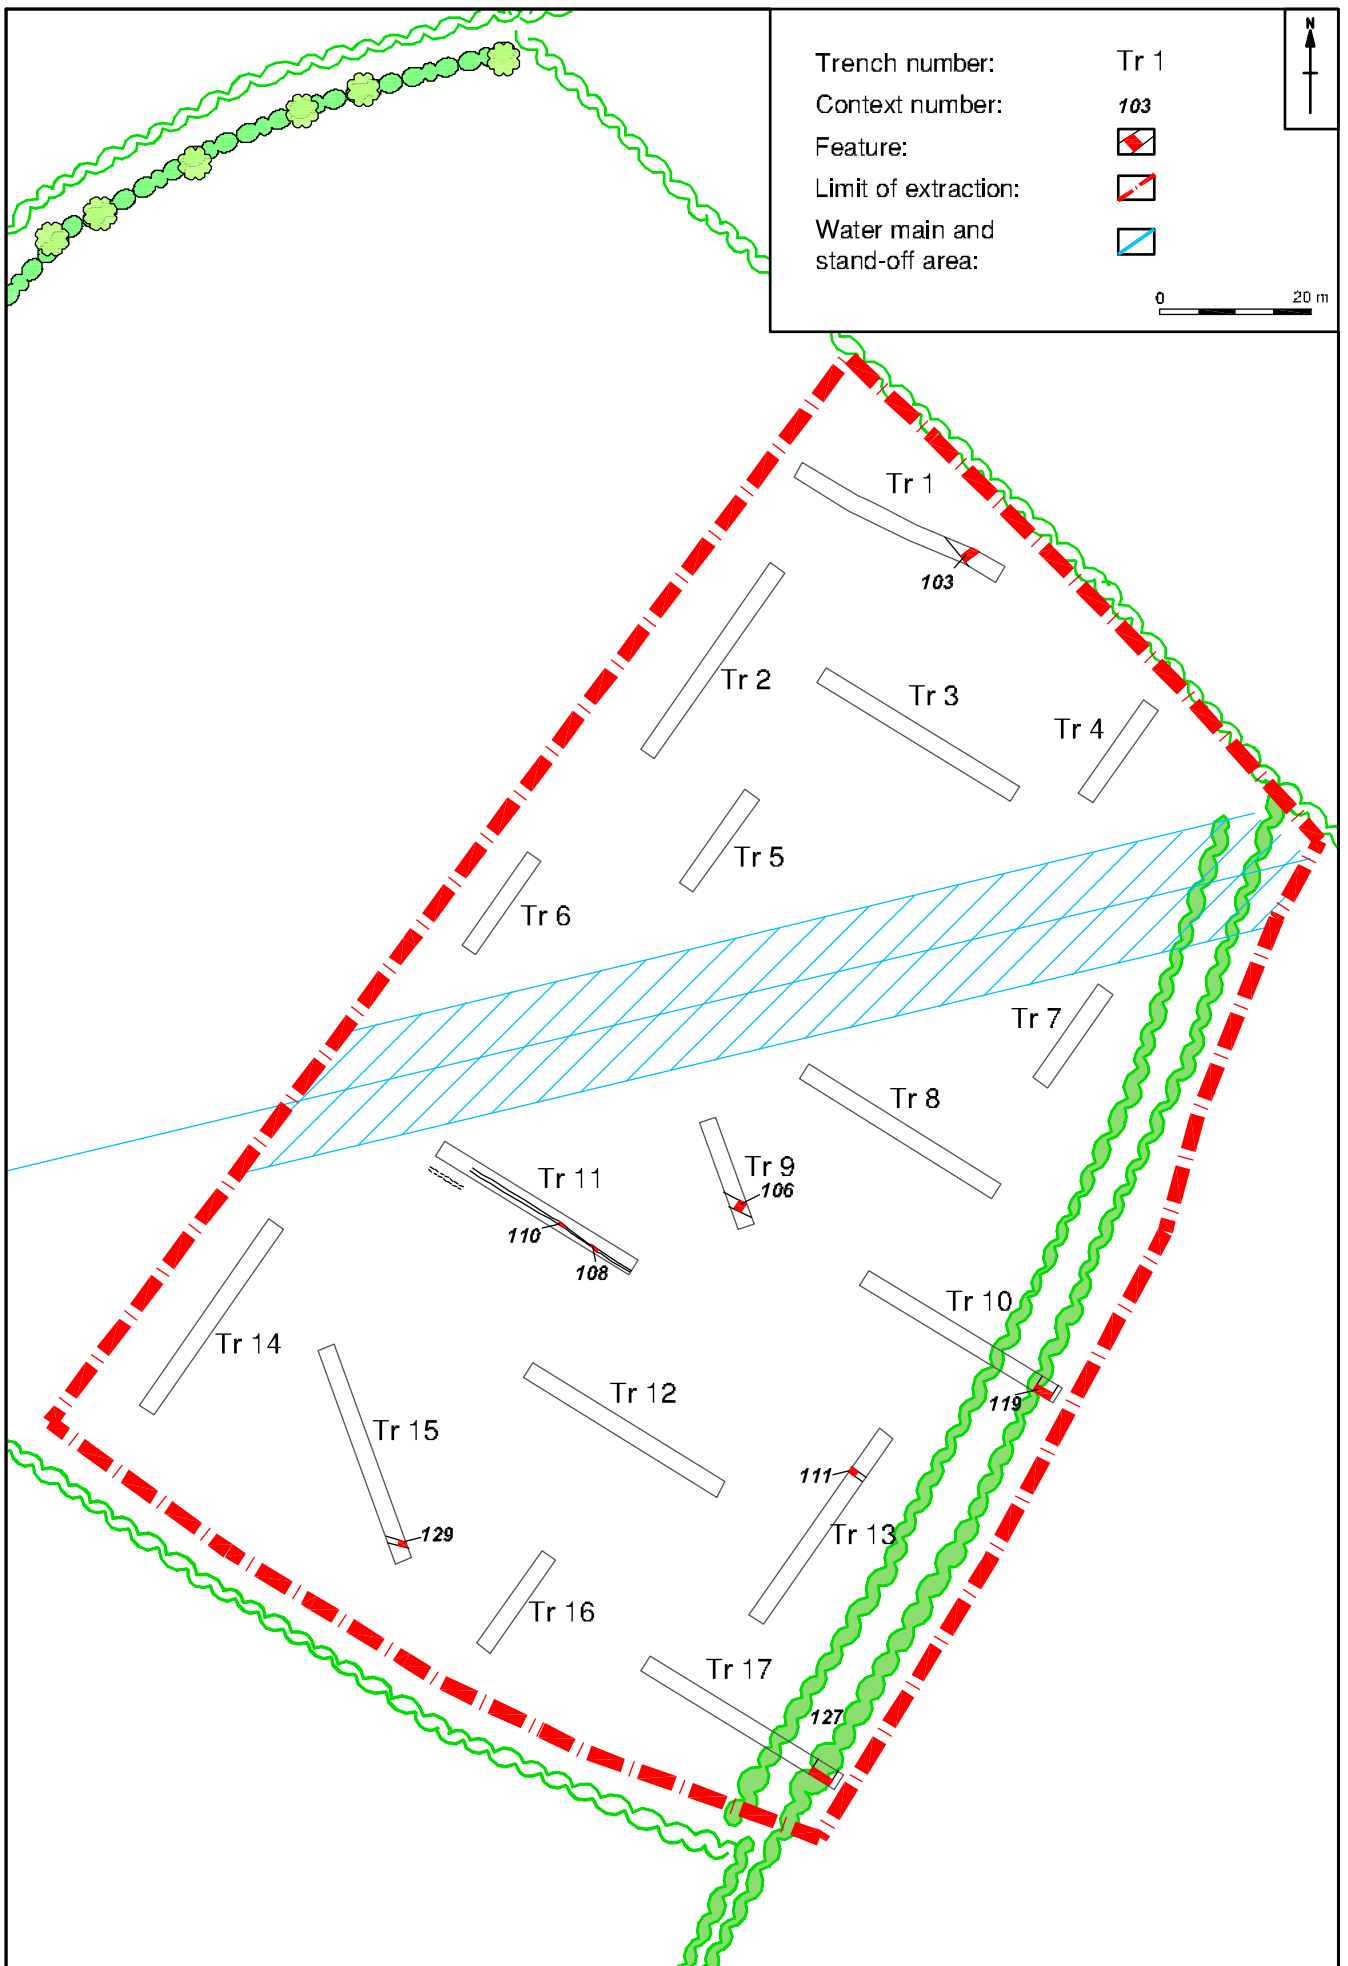 N
Trench number: Tr 1
Context number: 103
Feature:
Limit of extraction:
Water main and
stand-off area:
0 20 m
Tr 1
103
Tr 2
Tr 3
Tr 4
Tr 5
Tr 6
Tr 7
Tr 8
Tr 9
106
Tr 11
110
108
Tr 10
119
Tr 14
Tr 12
Tr 15
129
111
Tr 13
Tr 16
Tr 17
127